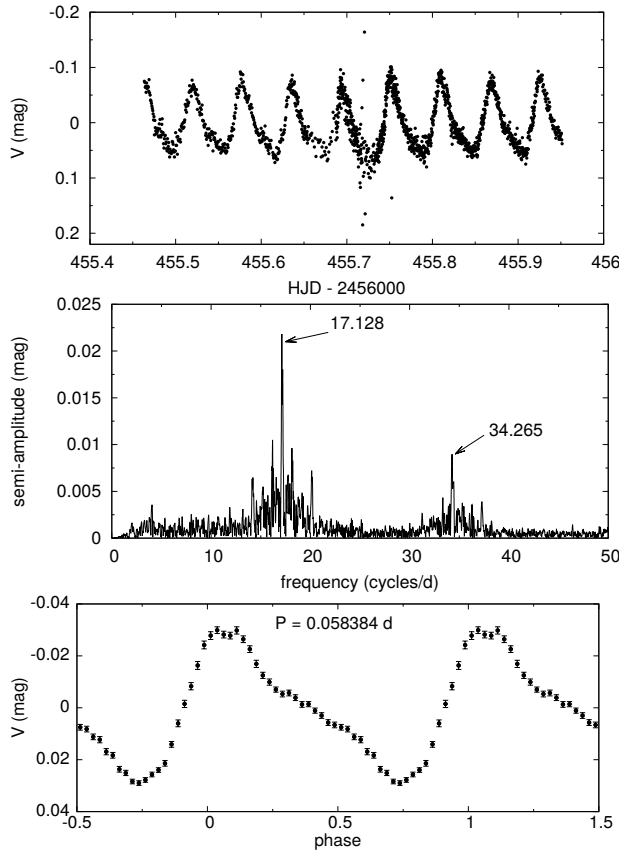 -0.2
-0.1
0
0.1
0.2
V (mag)
455.4 455.5 455.6 455.7 455.8 455.9 456
HJD - 2456000
0.025
0.02
0.015
0.01
0.005
0
semi-amplitude (mag)
17.128
34.265
0 10 20 30 40 50
frequency (cycles/d)
-0.04
-0.02
0
0.02
0.04
V (mag)
P = 0.058384 d
-0.5 0 0.5 1 1.5
phase